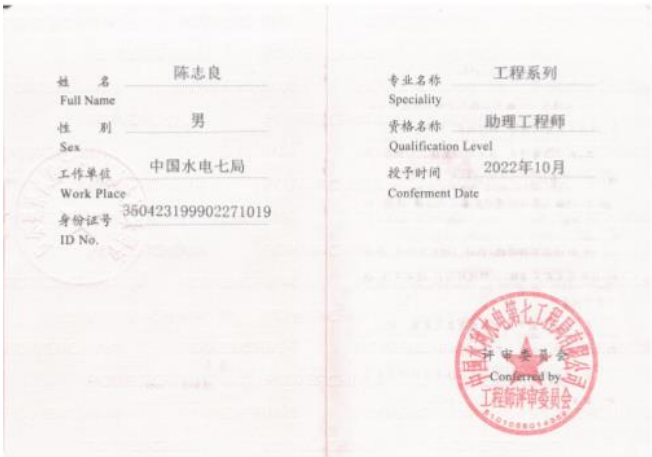 姓 名 陈志良
Full Name
性 别 男
Sex
工作单位 中国水电七局
Work Place
身份证号 350423199902271019
ID No.
专业名称 工程系列
Speciality
资格名称 助理工程师
Qualification Level
授予时间 2022年10月
Conferment Date
中国水利水电第七工程局有限公司
评审委员会
Conferred by
工程师评审委员会